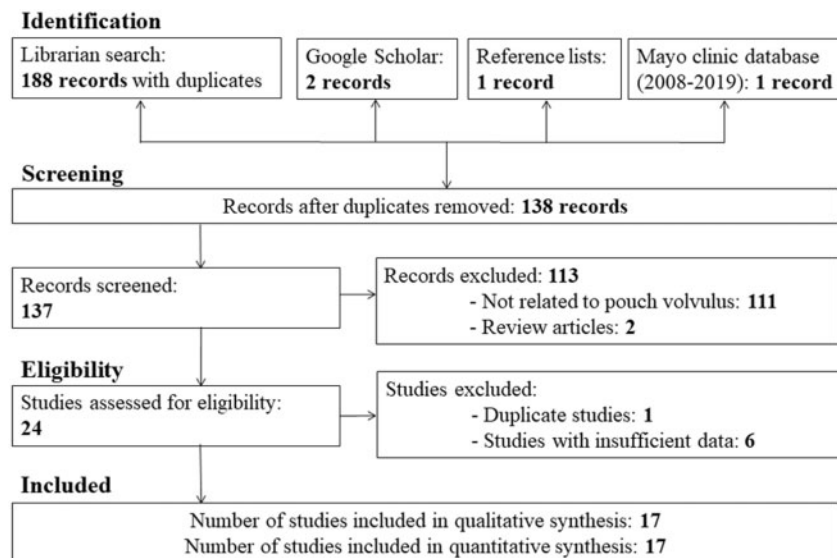 Identification
Librarian search:
188 records with duplicates
Google Scholar:
2 records
Reference lists:
1 record
Mayo clinic database
(2008-2019): 1 record
Screening
Records after duplicates removed: 138 records
Records screened:
137
Records excluded: 113
- Not related to pouch volvulus: 111
- Review articles: 2
Eligibility
Studies assessed for eligibility:
24
Studies excluded:
- Duplicate studies: 1
- Studies with insufficient data: 6
Included
Number of studies included in qualitative synthesis: 17
Number of studies included in quantitative synthesis: 17